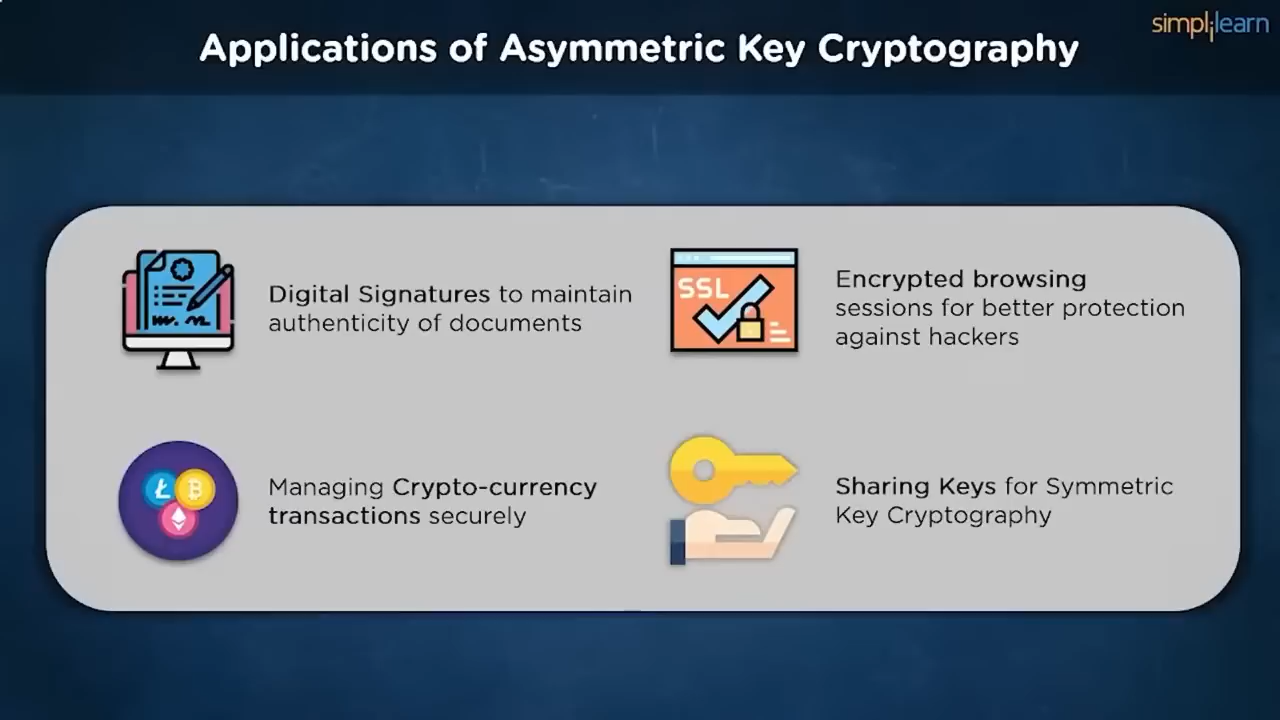 simplilearn
Applications of Asymmetric Key Cryptography
Digital Signatures to maintain
authenticity of documents
SSL
Encrypted browsing
sessions for better protection
against hackers
Managing Crypto-currency
transactions securely
Sharing Keys for Symmetric
Key Cryptography